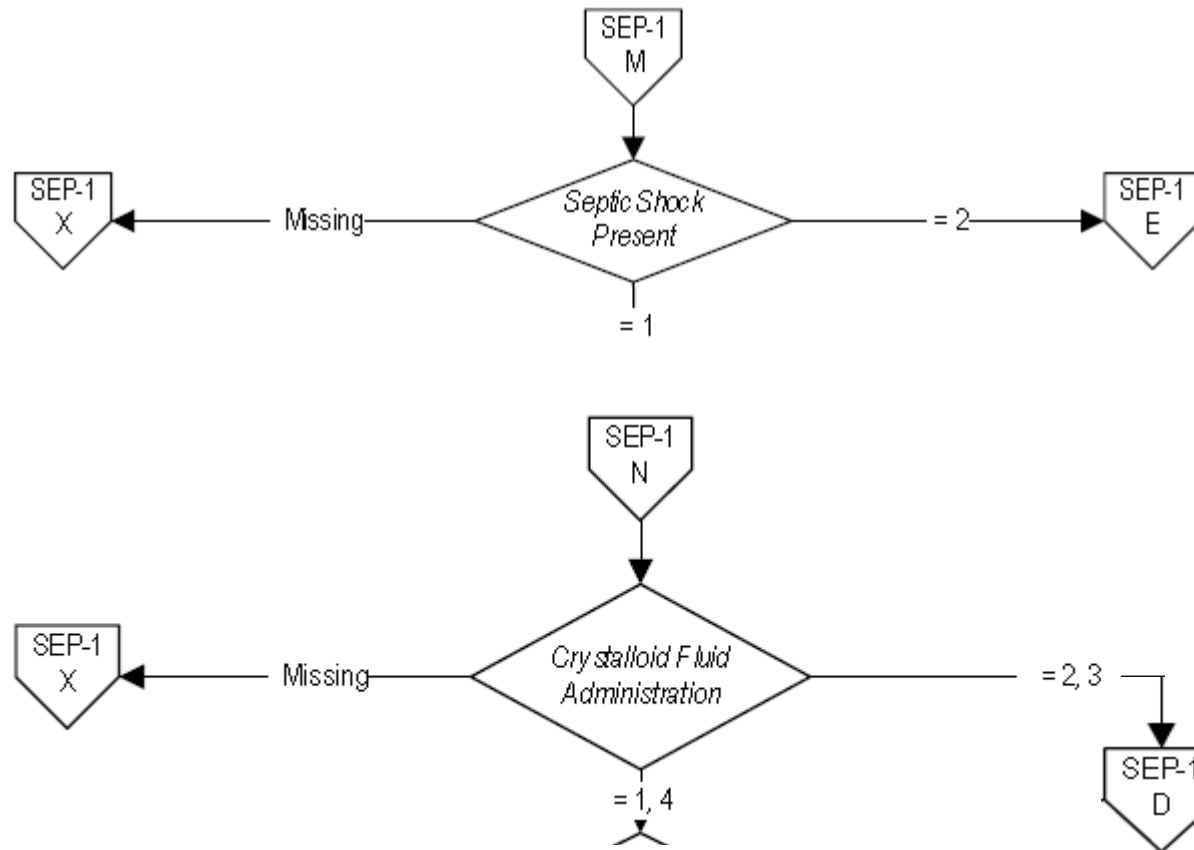 SEP-1
M
SEP-1
X
Missing
Septic Shock
Present
= 2
SEP-1
E
= 1
SEP-1
N
SEP-1
X
Missing
Crystalloid Fluid
Administration
= 2, 3
SEP-1
D
= 1, 4